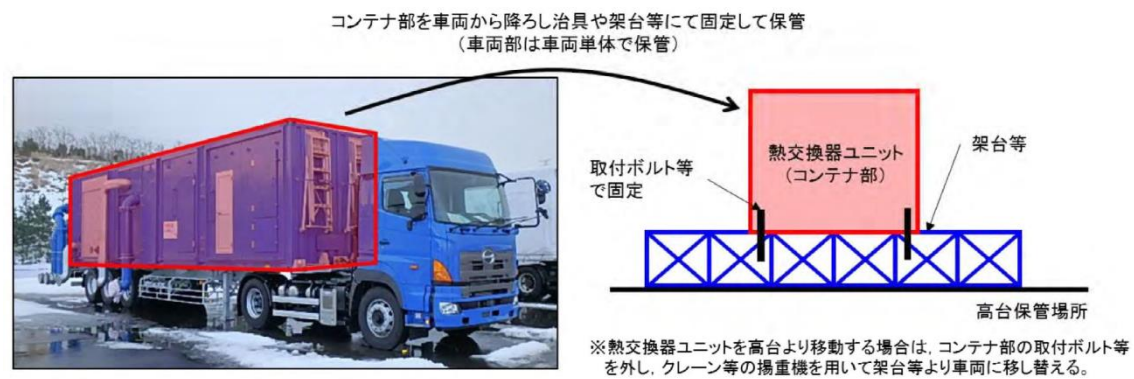 コンテナ部を車両から降ろし治具や架台等にて固定して保管
（車両部は車両単体で保管）
熱交換器ユニット
（コンテナ部）
架台等
取付ボルト等
で固定
高台保管場所
※熱交換器ユニットを高台より移動する場合は，コンテナ部の取付ボルト等
を外し，クレーン等の揚重機を用いて架台等より車両に移し替える。